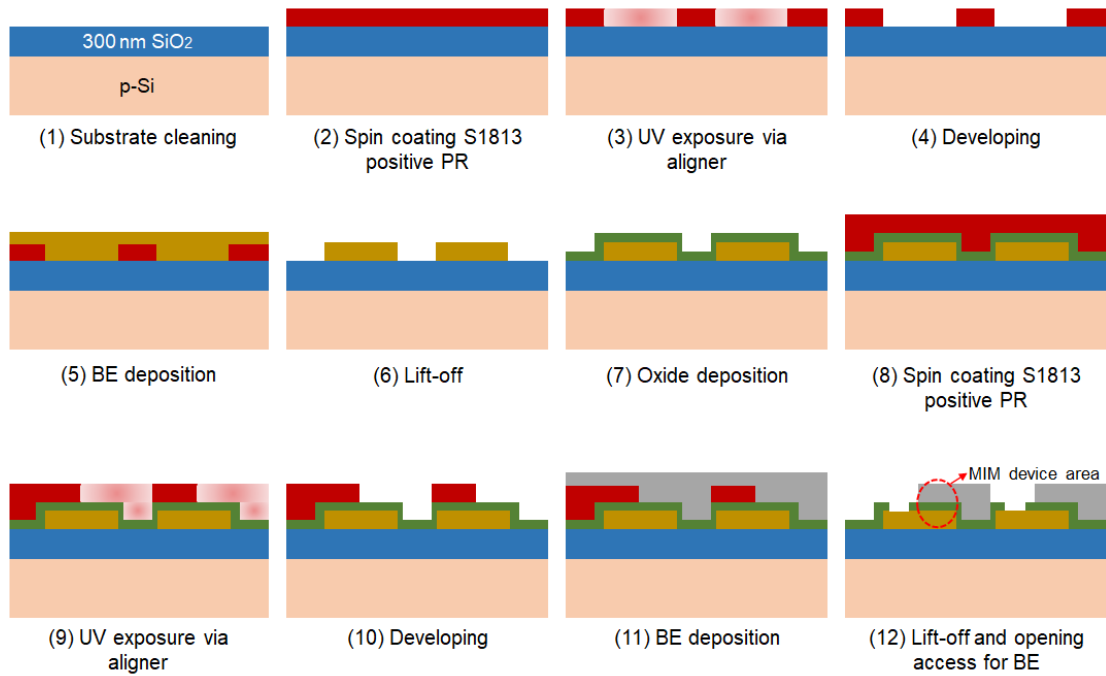 300 nm SiO2
p-Si
(1) Substrate cleaning
(2) Spin coating S1813
positive PR
(3) UV exposure via
aligner
(4) Developing
(5) BE deposition
(6) Lift-off
(7) Oxide deposition
(8) Spin coating S1813
positive PR
MIM device area
(9) UV exposure via
aligner
(10) Developing
(11) BE deposition
(12) Lift-off and opening
access for BE